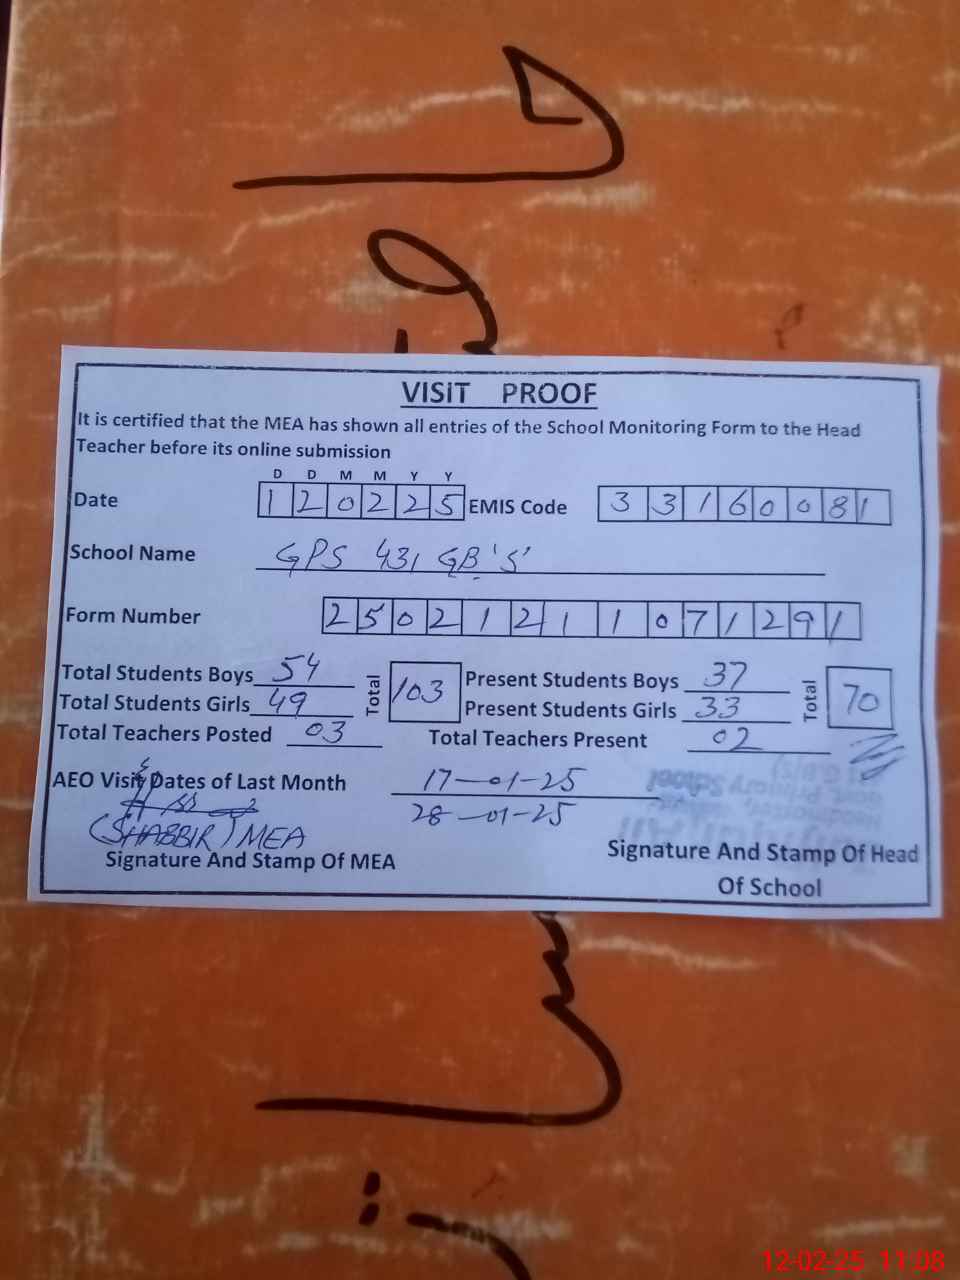 VISIT PROOF
It is certified that the MEA has shown all entries of the School Monitoring Form to the Head
Teacher before its online submission
D D M M Y Y
Date 1 2 0 2 2 5 EMIS Code 3 3 1 6 0 0 8 1
School Name GPS 431 GB 'S'
Form Number 2 5 0 2 1 2 1 1 0 7 1 2 9 1
Total Students Boys 54 Total 103 Present Students Boys 37 Total 70
Total Students Girls 49 Present Students Girls 33
Total Teachers Posted 03 Total Teachers Present 02
AEO Visit Dates of Last Month 17-01-25
28-01-25
(SHABBIR) MEA
Signature And Stamp Of MEA
Signature And Stamp Of Head
Of School
12-02-25 11:08